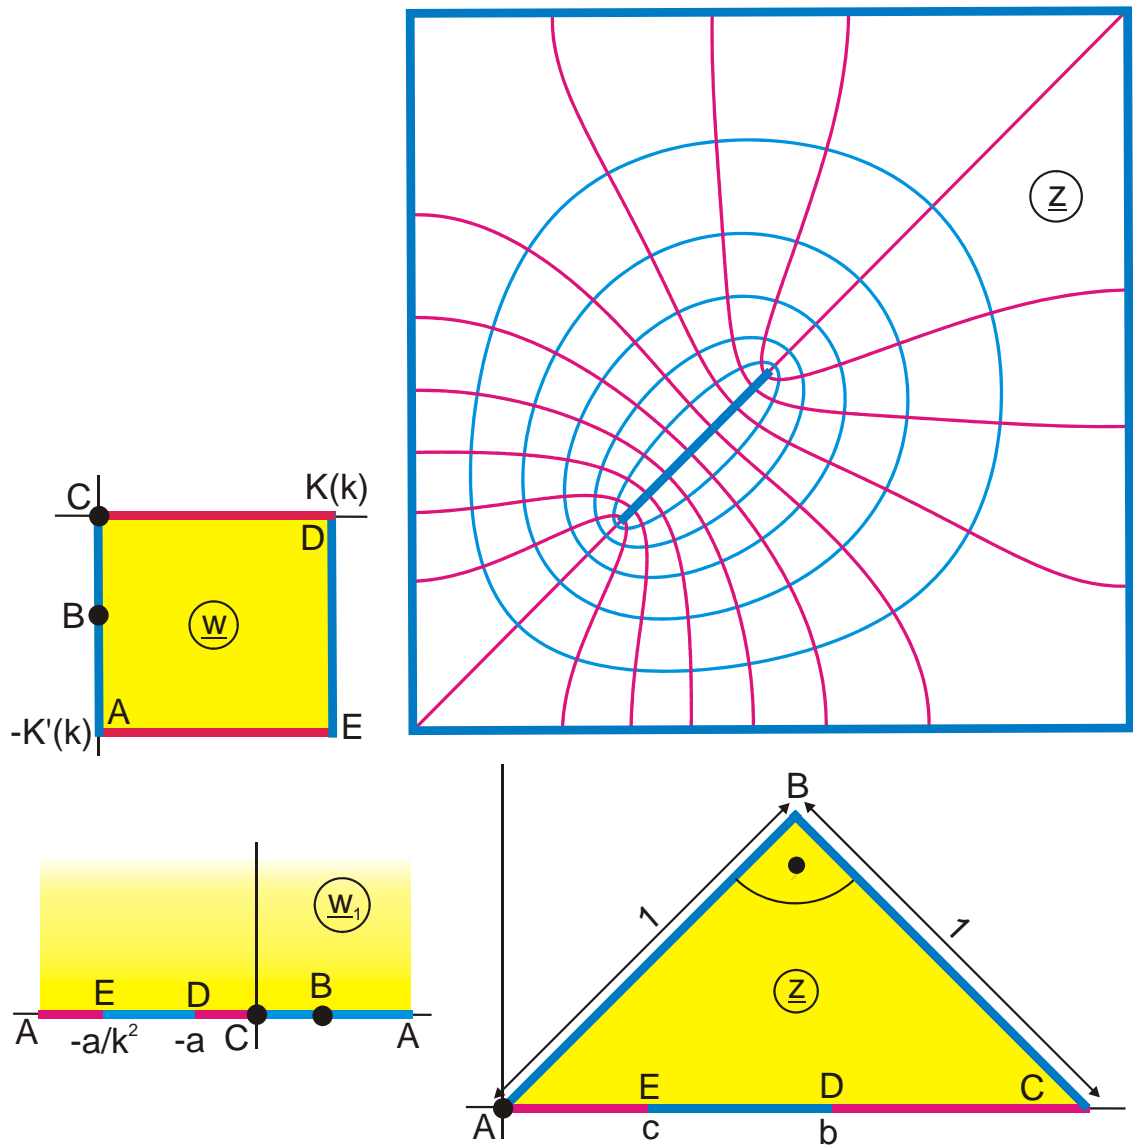 z
C K(k)
D
B w
A
-K'(k) E
B
1 1
w₁
E D B
A -a/k² -a C A
z
E D C
A c b